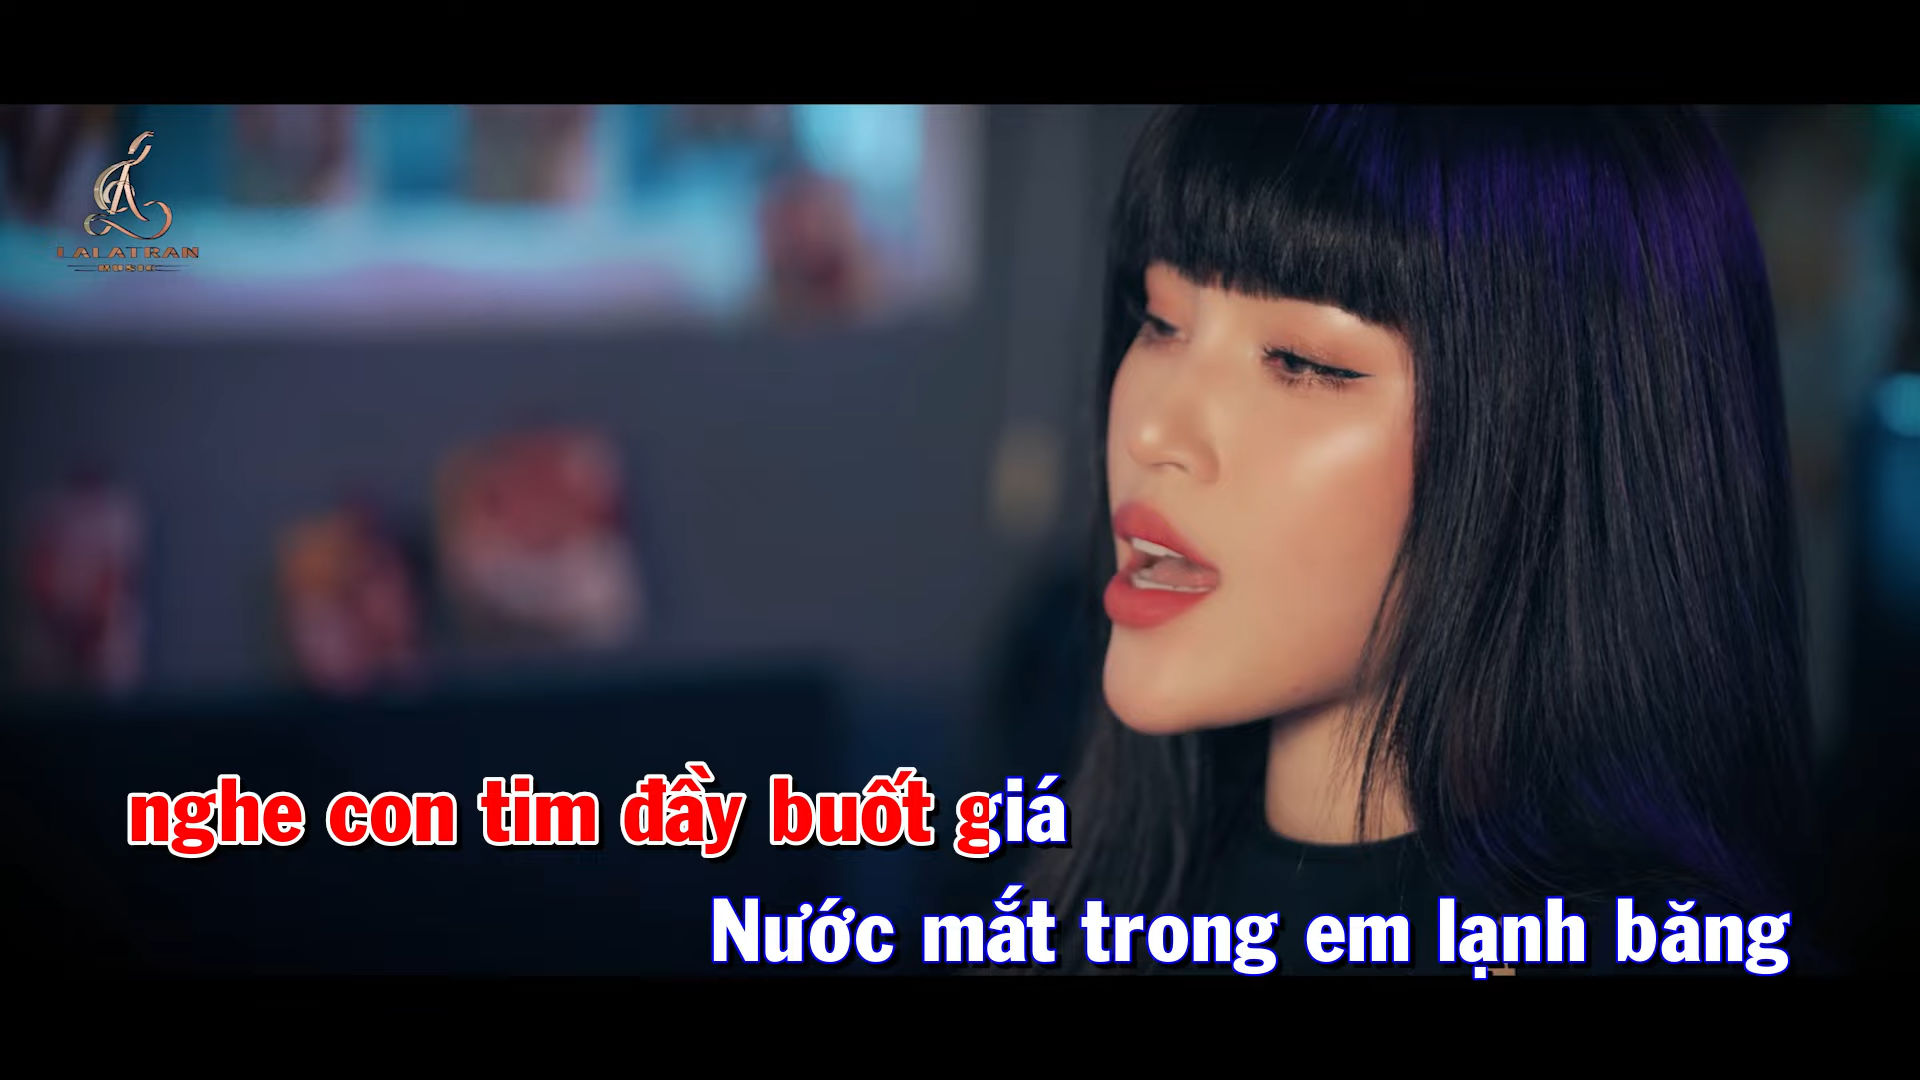 LALATRAN
MUSIC
nghe con tim đầy buốt giá
Nước mắt trong em lạnh băng